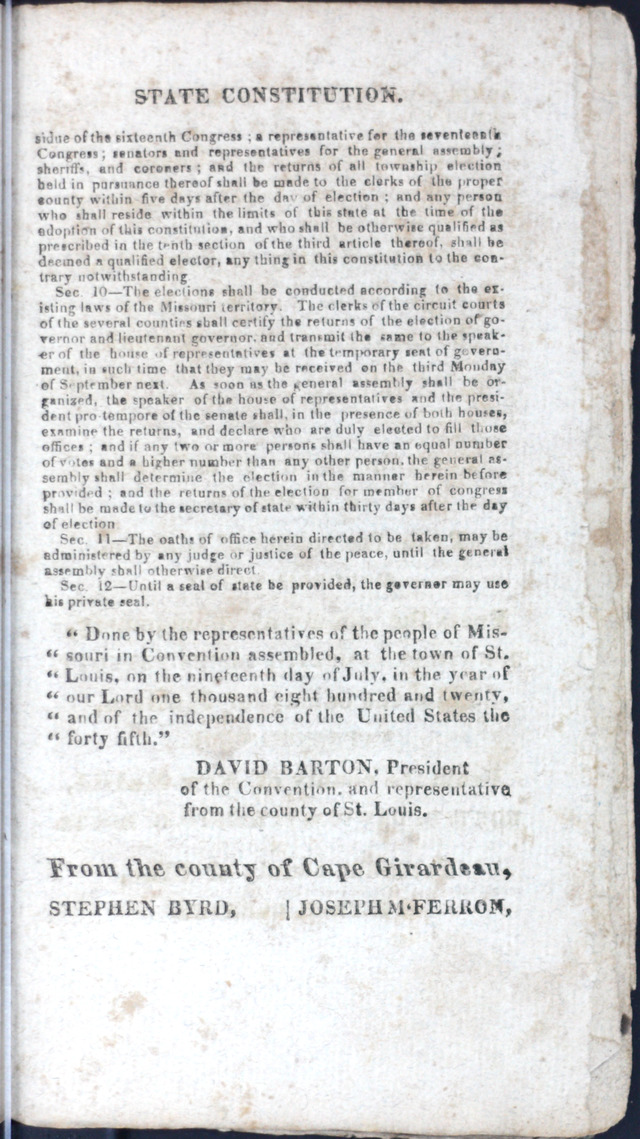 STATE CONSTITUTION.
sidue of the sixteenth Congress ; a representative for the seventeenth
Congress ; senators and representatives for the general assembly ;
sheriffs, and coroners ; and the returns of all township election
held in pursuance thereof shall be made to the clerks of the proper
county within five days after the day of election ; and any person
who shall reside within the limits of this state at the time of the
adoption of this constitution, and who shall be otherwise qualified as
prescribed in the tenth section of the third article thereof, shall be
deemed a qualified elector, any thing in this constitution to the con-
trary notwithstanding
Sec. 10—The elections shall be conducted according to the ex-
isting laws of the Missouri territory. The clerks of the circuit courts
of the several counties shall certify the returns of the election of go-
vernor and lieutenant governor, and transmit the same to the speak-
er of the house of representatives at the temporary seat of govern-
ment, in such time that they may be received on the third Monday
of September next. As soon as the general assembly shall be or-
ganized, the speaker of the house of representatives and the presi-
dent pro tempore of the senate shall, in the presence of both houses,
examine the returns, and declare who are duly elected to fill those
offices ; and if any two or more persons shall have an equal number
of votes and a higher number than any other person, the general as-
sembly shall determine the election in the manner herein before
provided ; and the returns of the election for member of congress
shall be made to the secretary of state within thirty days after the day
of election
Sec. 11—The oaths of office herein directed to be taken, may be
administered by any judge or justice of the peace, until the general
assembly shall otherwise direct
Sec. 12—Until a seal of state be provided, the governor may use
his private seal.
“ Done by the representatives of the people of Mis-
“ souri in Convention assembled, at the town of St.
“ Louis, on the nineteenth day of July, in the year of
“ our Lord one thousand eight hundred and twenty,
“ and of the independence of the United States the
“ forty fifth.”
DAVID BARTON, President
of the Convention, and representative
from the county of St. Louis.
From the county of Cape Girardeau,
STEPHEN BYRD, | JOSEPH M‘FERRON,